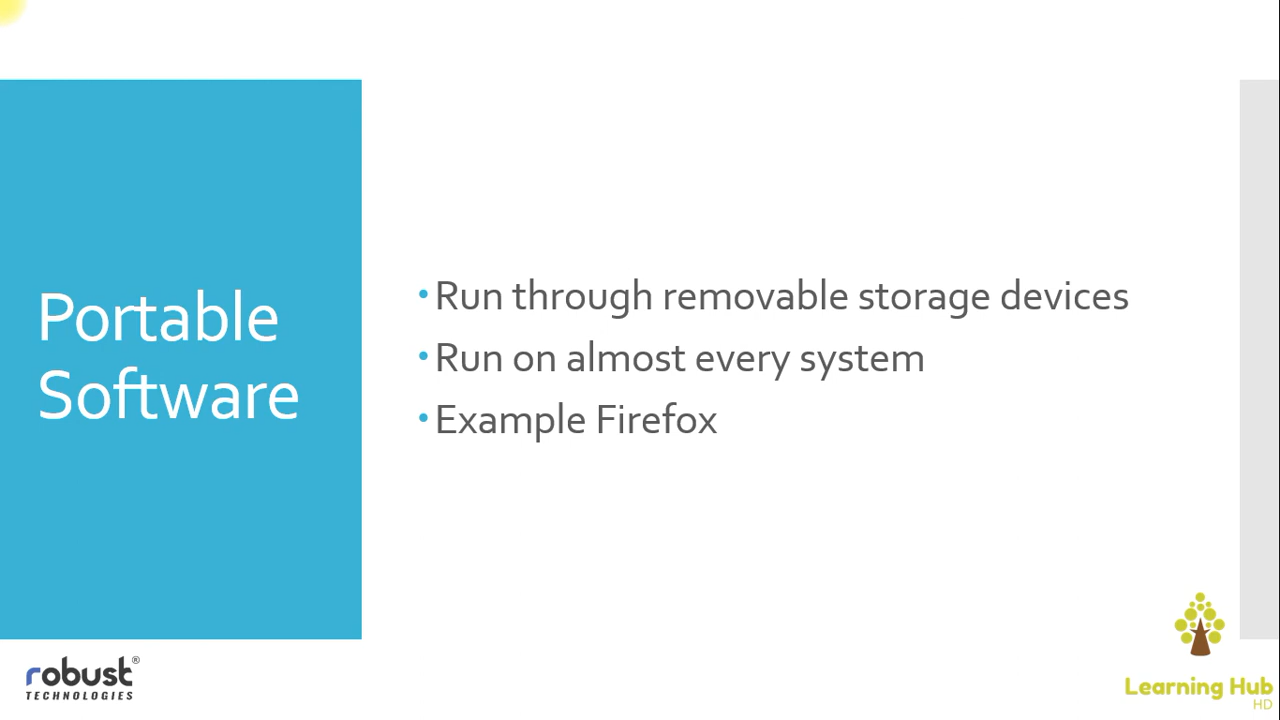 Portable
Software
•Run through removable storage devices
•Run on almost every system
•Example Firefox
robust®
TECHNOLOGIES
Learning Hub
HD